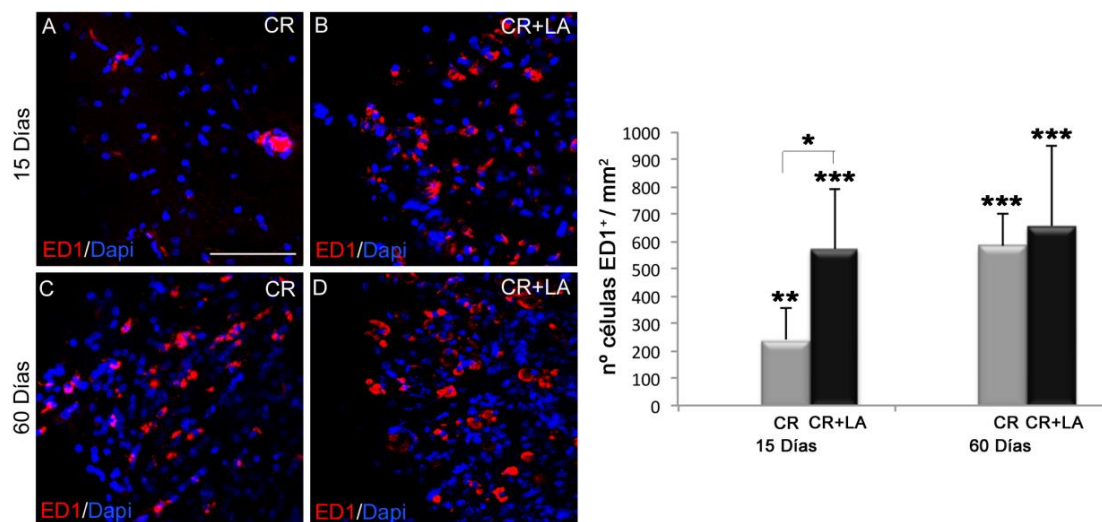 A CR
B CR+LA
15 Días
ED1/Dapi
ED1/Dapi
C CR
D CR+LA
60 Días
ED1/Dapi
ED1/Dapi
nº células ED1⁺ / mm²
1000
900
800
700
600
500
400
300
200
100
0
*
**
***
***
***
CR CR+LA
15 Días
CR CR+LA
60 Días